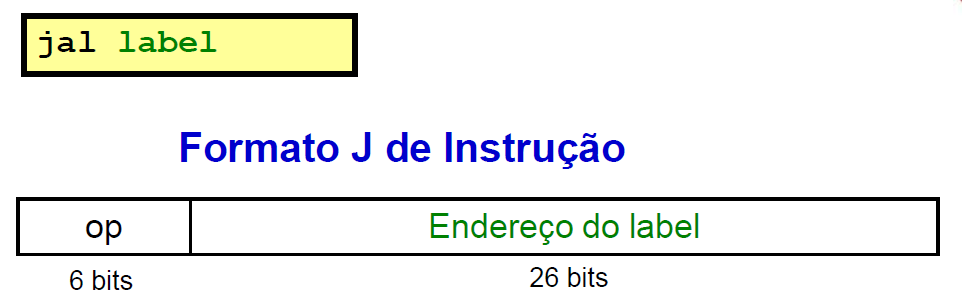 jal label
Formato J de Instrução
op Endereço do label
6 bits 26 bits